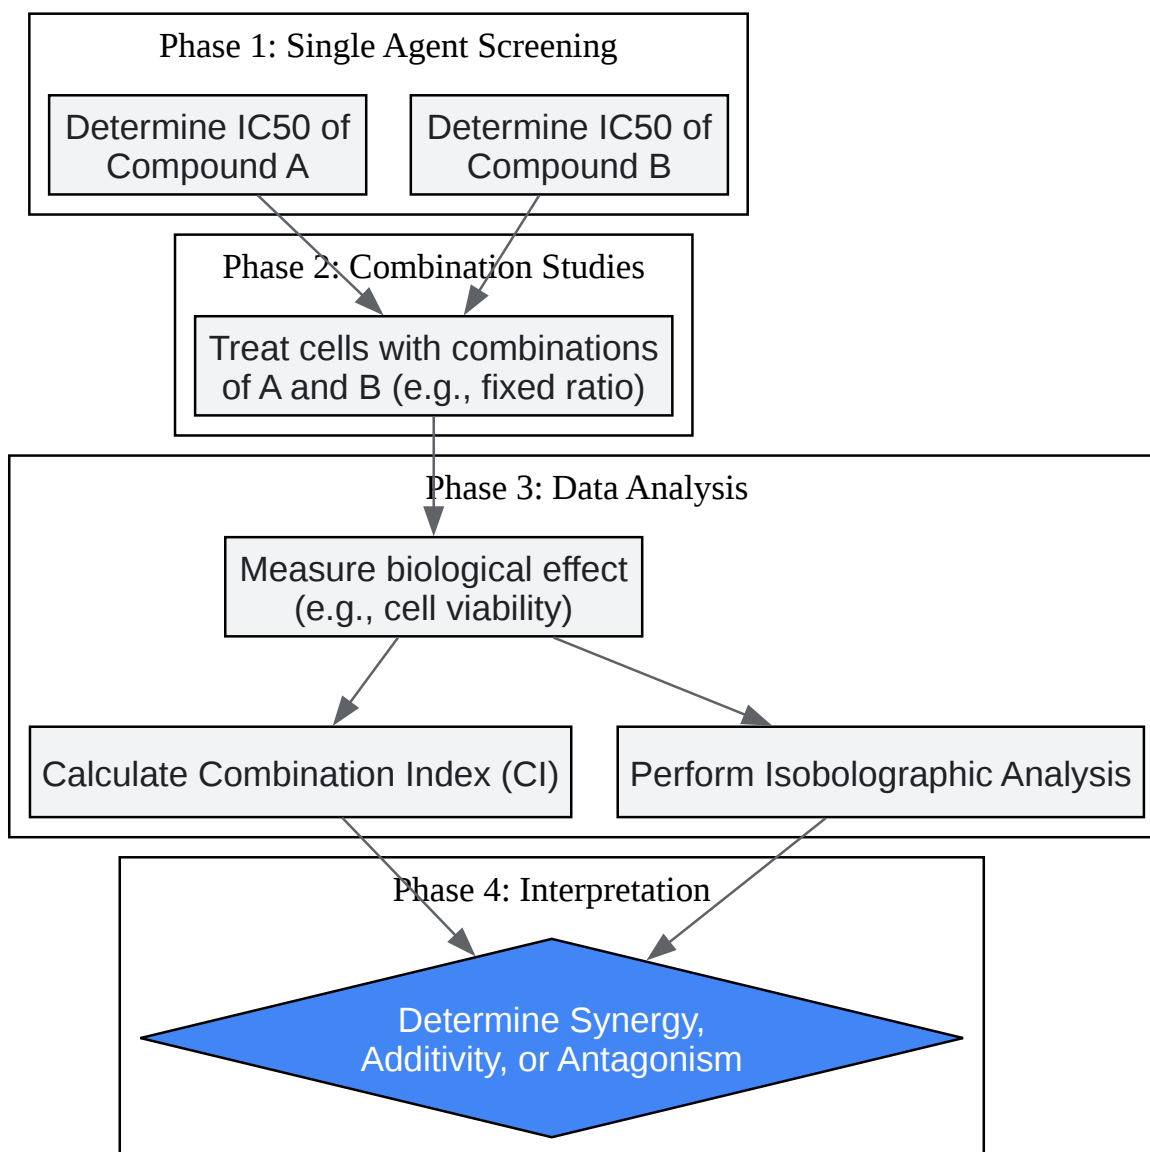 Phase 1: Single Agent Screening
Determine IC50 of
Compound A
Determine IC50 of
Compound B
Phase 2: Combination Studies
Treat cells with combinations
of A and B (e.g., fixed ratio)
Phase 3: Data Analysis
Measure biological effect
(e.g., cell viability)
Calculate Combination Index (CI)
Perform Isobolographic Analysis
Phase 4: Interpretation
Determine Synergy,
Additivity, or Antagonism